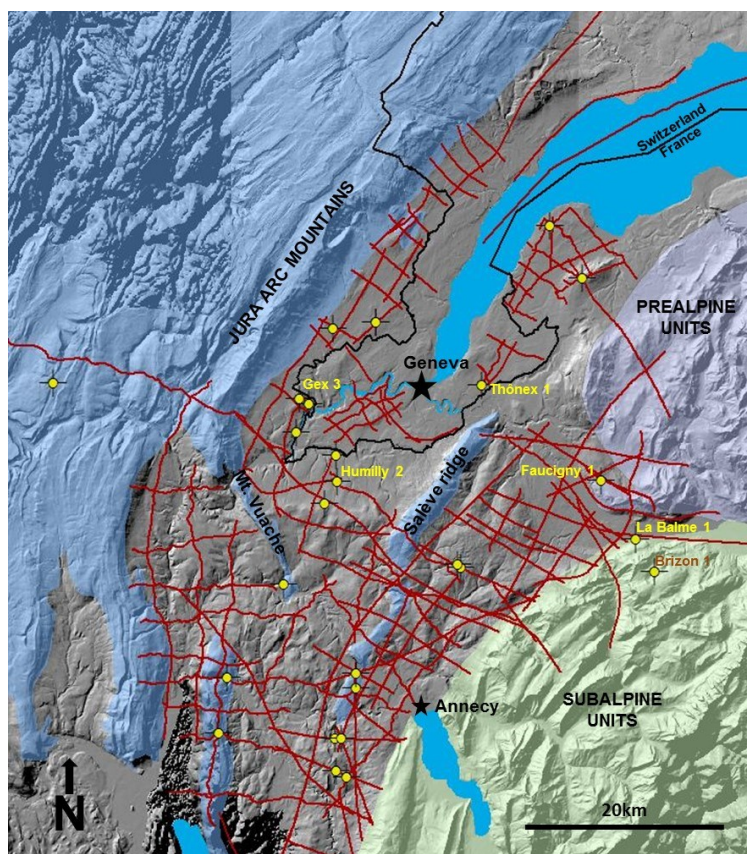 Switzerland
France
JURA ARC MOUNTAINS
PREALPINE
UNITS
Geneva
Gex 3
Thônex 1
Humilly 2
Salève ridge
Faucigny 1
Mt. Vuache
La Balme 1
Brizon 1
SUBALPINE
UNITS
Annecy
N
20km